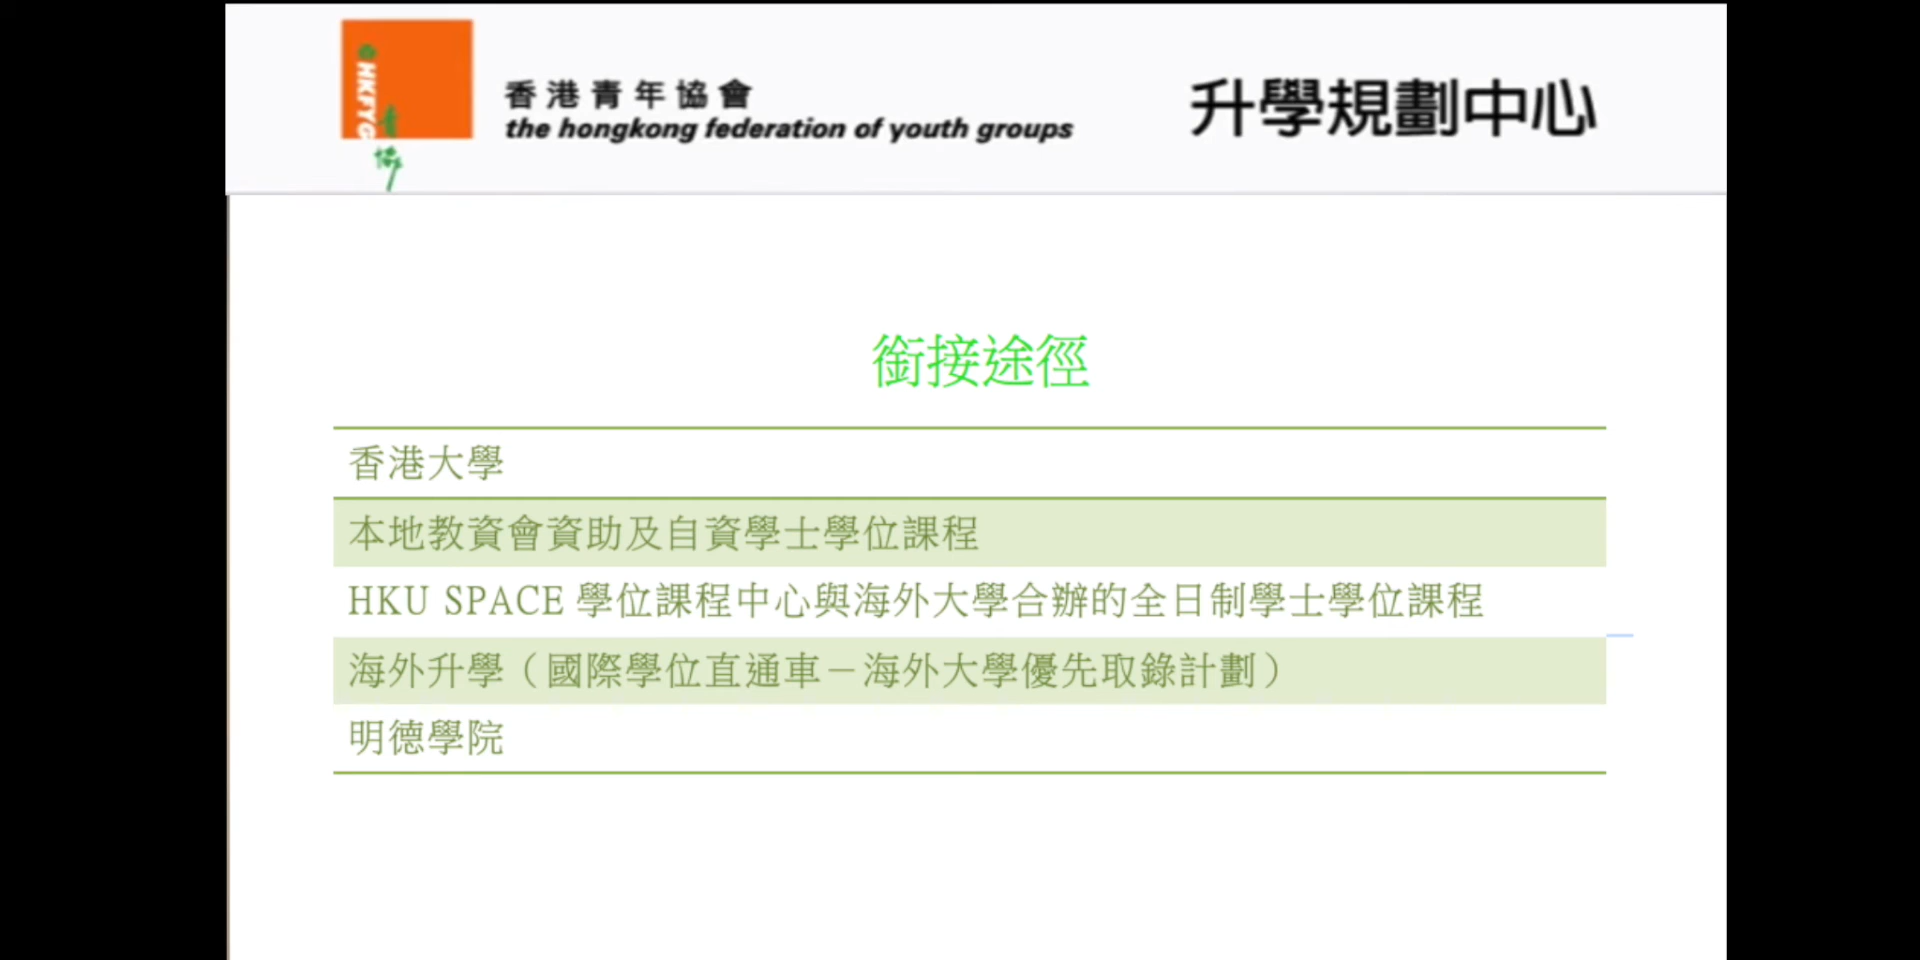 HKFYG
青
協
香港青年協會
the hongkong federation of youth groups
升學規劃中心
銜接途徑
香港大學
本地教資會資助及自資學士學位課程
HKU SPACE 學位課程中心與海外大學合辦的全日制學士學位課程
海外升學（國際學位直通車－海外大學優先取錄計劃）
明德學院